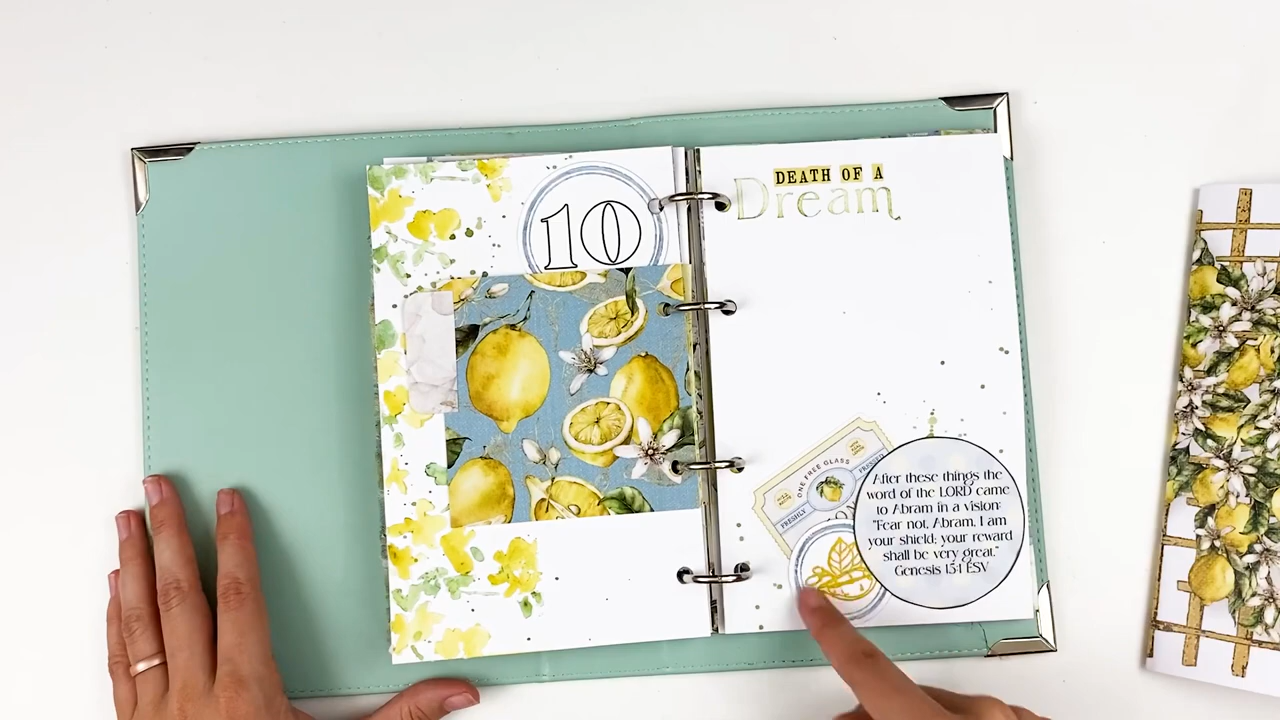 10
DEATH OF A
Dream
ONE FREE GLASS
FRESHLY
PRESSED
After these things the
word of the LORD came
to Abram in a vision:
"Fear not, Abram, I am
your shield; your reward
shall be very great."
Genesis 15:1 ESV